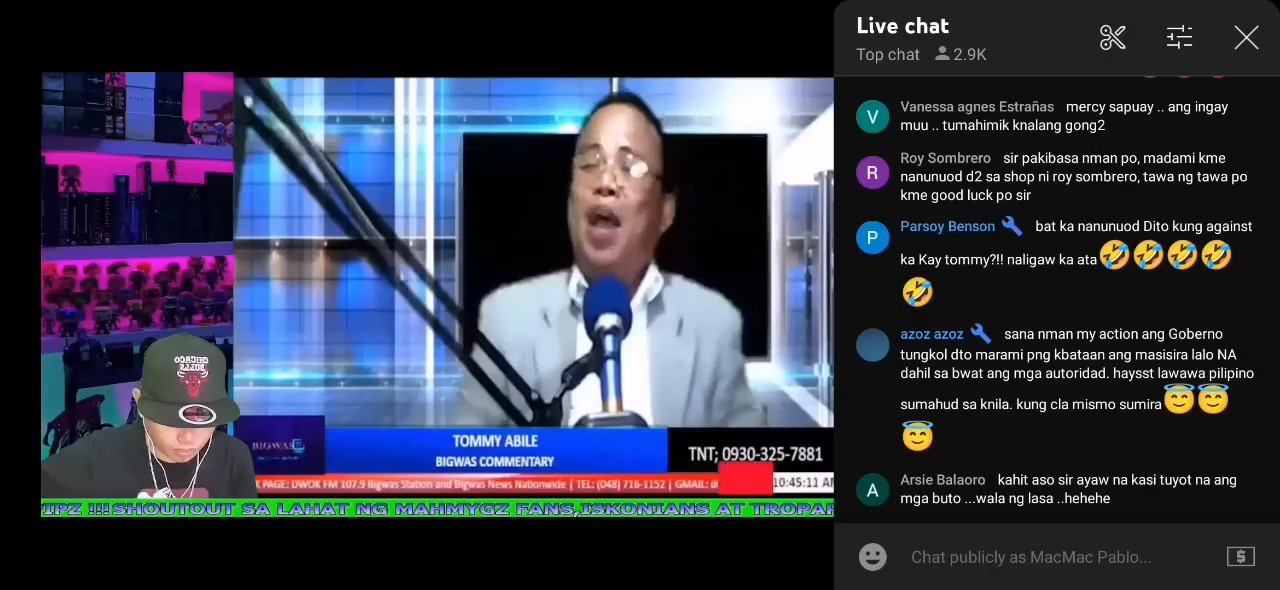 Live chat
Top chat 2.9K
Vanessa agnes Estrañas mercy sapuay .. ang ingay
muu .. tumahimik knalang gong2
Roy Sombrero sir pakibasa nman po, madami kme
nanunuod d2 sa shop ni roy sombrero, tawa ng tawa po
kme good luck po sir
Parsoy Benson bat ka nanunuod Dito kung against
ka Kay tommy?!! naligaw ka ata🤣🤣🤣🤣
🤣
azoz azoz sana nman my action ang Goberno
tungkol dto marami png kbataan ang masisira lalo NA
dahil sa bwat ang mga autoridad. haysst lawawa pilipino
sumahud sa knila. kung cla mismo sumira😇😇
😇
Arsie Balaoro kahit aso sir ayaw na kasi tuyot na ang
mga buto ...wala ng lasa ..hehehe
Chat publicly as MacMac Pablo...
V
R
P
A
CHICAGO
BULLS
BIGWAS
TOMMY ABILE
BIGWAS COMMENTARY
TNT; 0930-325-7881
PAGE: DWOK FM 107.9 Bigwas Station and Bigwas News Nationwide | TEL: (048) 716-1152 | GMAIL:
10:45:11
!!! SHOUTOUT SA LAHAT NG MAHMYGZ FANS,ISKONIANS AT